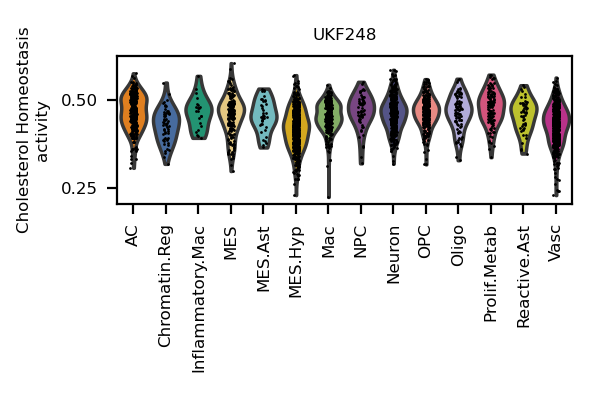 UKF248
Cholesterol Homeostasis
activity
0.50
0.25
AC
Chromatin.Reg
Inflammatory.Mac
MES
MES.Ast
MES.Hyp
Mac
NPC
Neuron
OPC
Oligo
Prolif.Metab
Reactive.Ast
Vasc